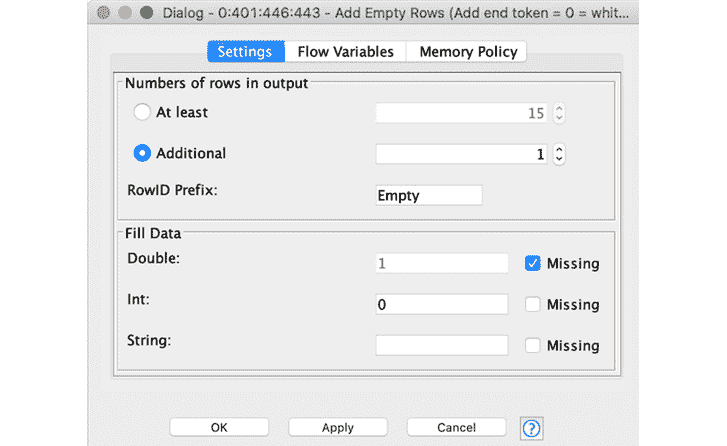 Dialog - 0:401:446:443 - Add Empty Rows (Add end token = 0 = whit...
Settings Flow Variables Memory Policy
Numbers of rows in output
At least 15
Additional 1
RowID Prefix: Empty
Fill Data
Double: 1 Missing
Int: 0 Missing
String: Missing
OK Apply Cancel ?